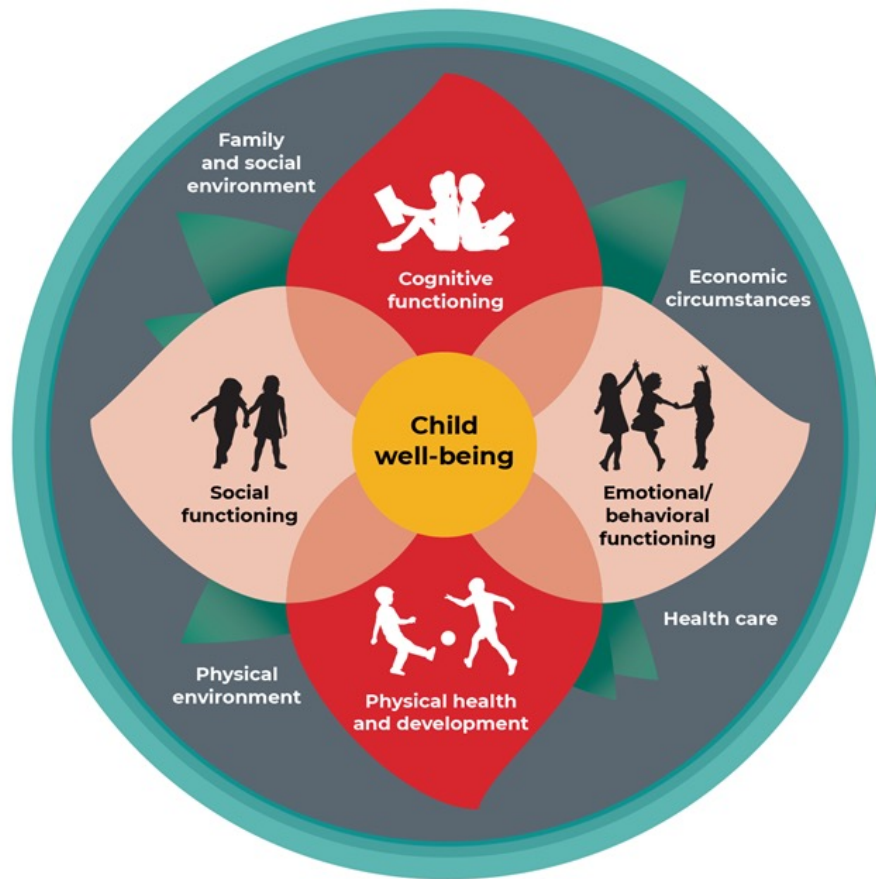 Family
and social
environment
Cognitive
functioning
Economic
circumstances
Child
well-being
Social
functioning
Emotional/
behavioral
functioning
Health care
Physical
environment
Physical health
and development